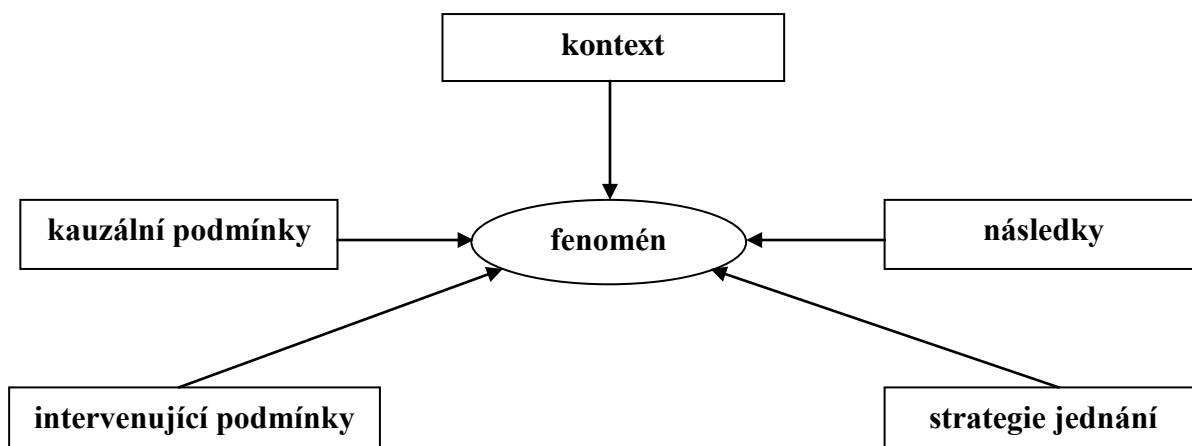 kontext
kauzální podmínky
fenomén
následky
intervenující podmínky
strategie jednání